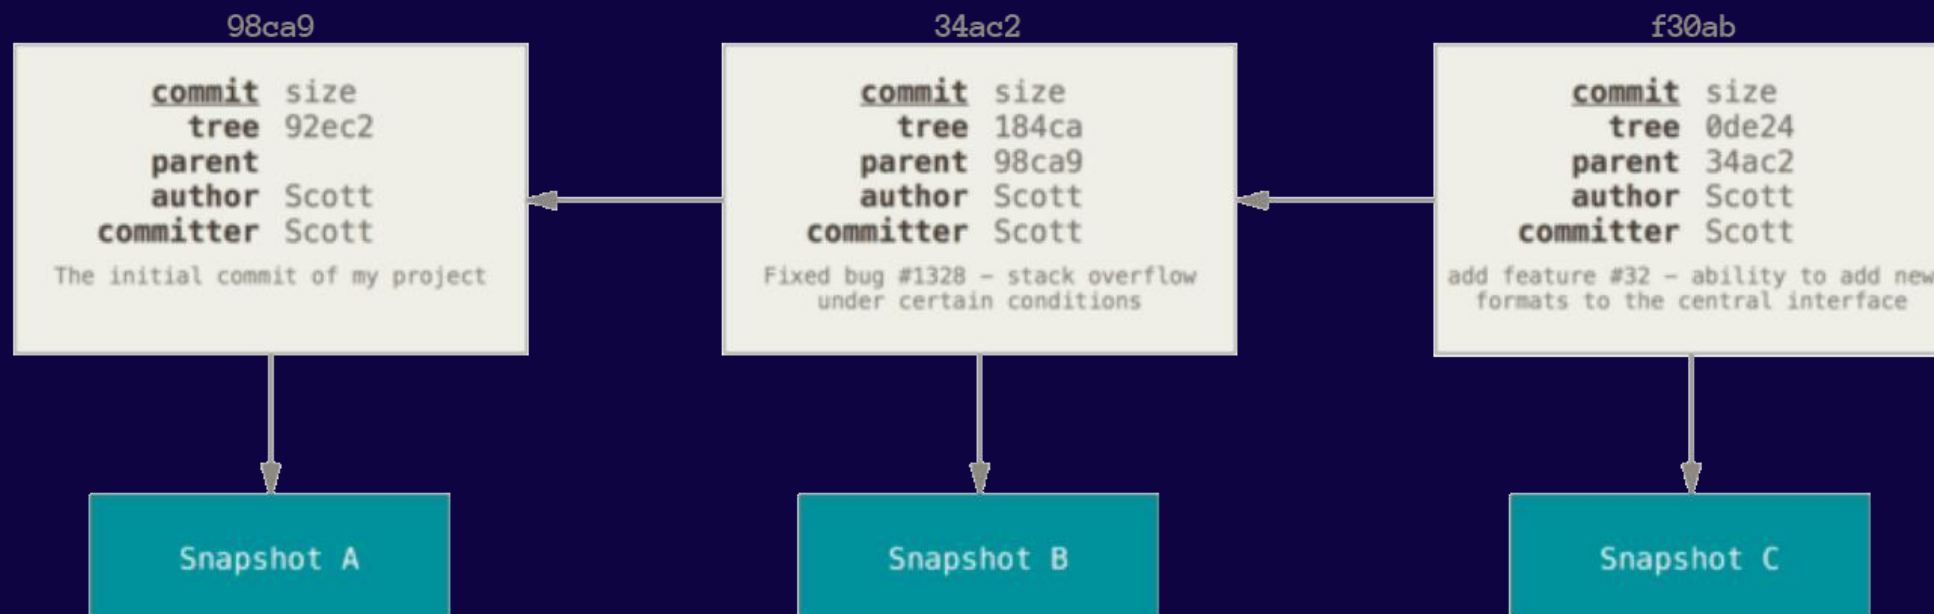 98ca9
commit size
tree 92ec2
parent
author Scott
committer Scott
The initial commit of my project
Snapshot A
34ac2
commit size
tree 184ca
parent 98ca9
author Scott
committer Scott
Fixed bug #1328 – stack overflow
under certain conditions
Snapshot B
f30ab
commit size
tree 0de24
parent 34ac2
author Scott
committer Scott
add feature #32 – ability to add new
formats to the central interface
Snapshot C